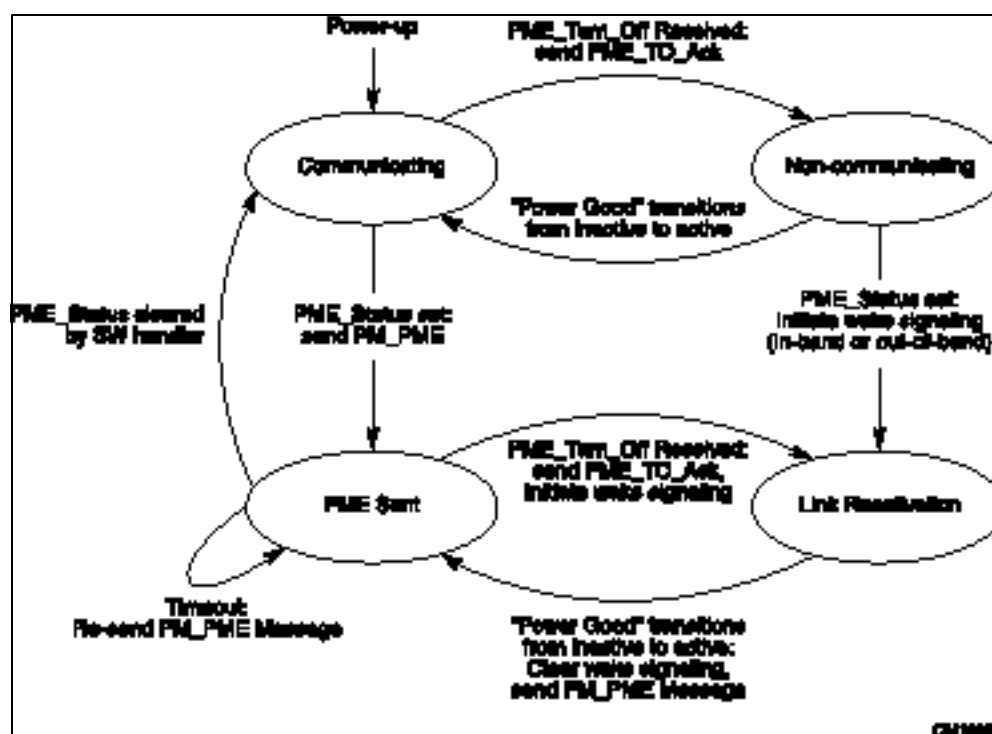 Power-up
PME_Turn_Off Received:
send PME_TO_Ack
Communicating
Non-communicating
"Power Good" transitions
from inactive to active
PME_Status cleared
by SW handler
PME_Status set:
send PM_PME
PME_Status set:
Initiate wake signaling
(in-band or out-of-band)
PME_Turn_Off Received:
send PME_TO_Ack,
Initiate wake signaling
PME Sent
Link Reactivation
Timeout:
Re-send PM_PME Message
"Power Good" transitions
from inactive to active:
Clear wake signaling,
send PM_PME Message